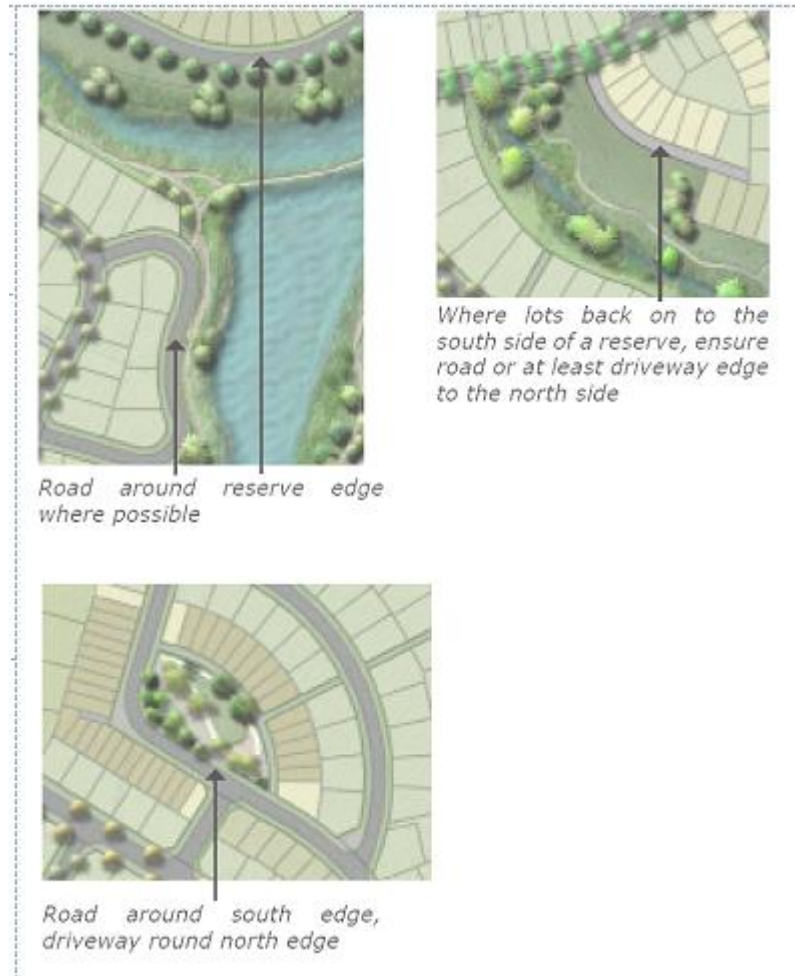 Road around reserve edge
where possible
Where lots back on to the
south side of a reserve, ensure
road or at least driveway edge
to the north side
Road around south edge,
driveway round north edge